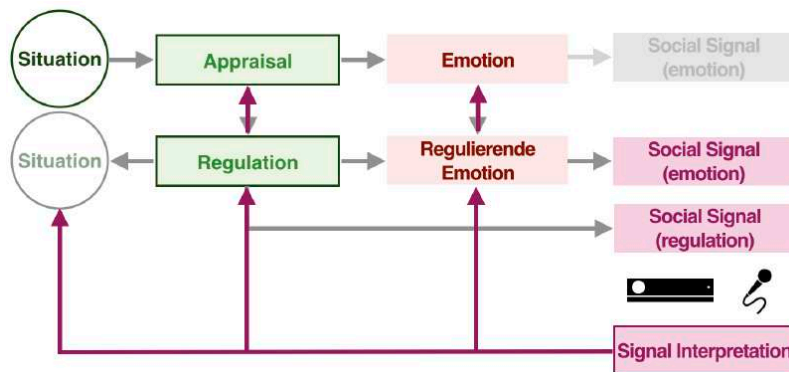 Situation
Appraisal
Emotion
Social Signal
(emotion)
Situation
Regulation
Regulierende
Emotion
Social Signal
(emotion)
Social Signal
(regulation)
Signal Interpretation